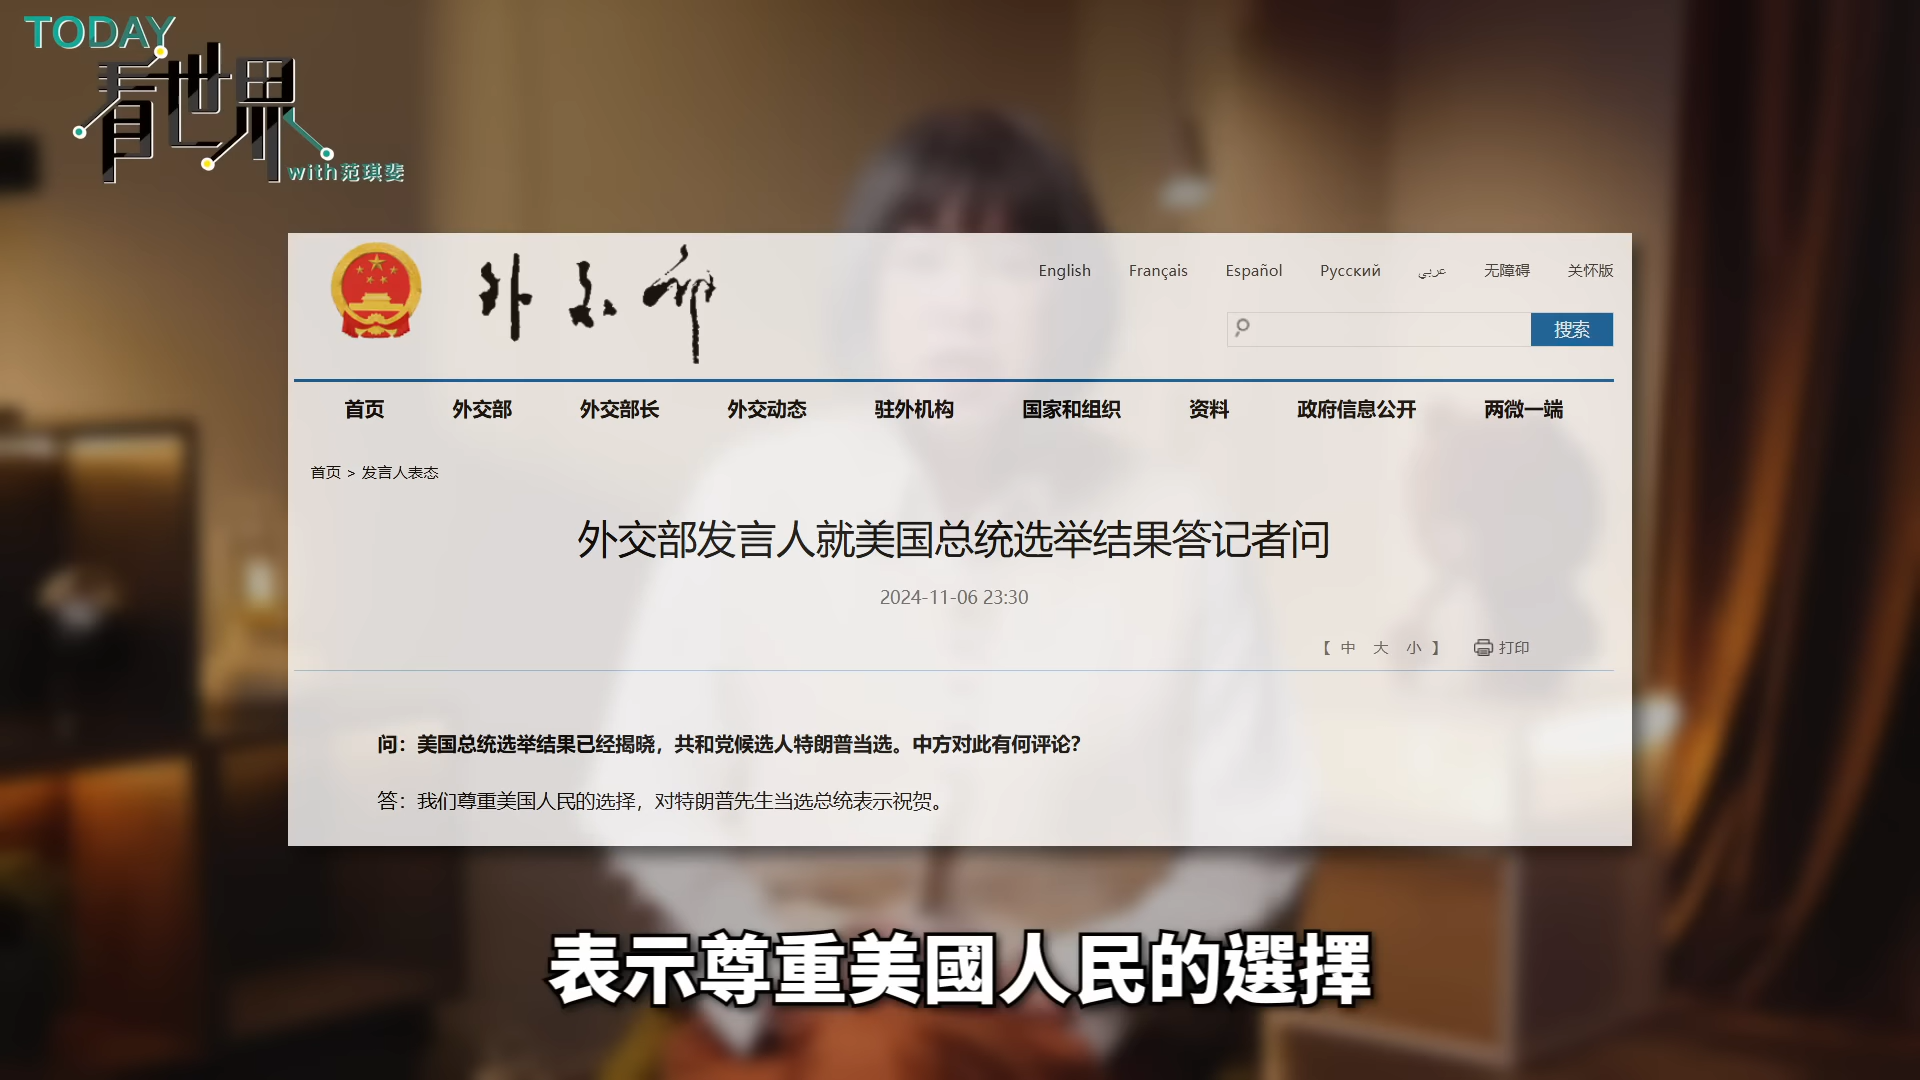 TODAY
看世界
with范琪斐
外交部
English Français Español Русский عربي 无障碍 关怀版
搜索
首页 外交部 外交部长 外交动态 驻外机构 国家和组织 资料 政府信息公开 两微一端
首页 > 发言人表态
外交部发言人就美国总统选举结果答记者问
2024-11-06 23:30
【 中 大 小 】 打印
问：美国总统选举结果已经揭晓，共和党候选人特朗普当选。中方对此有何评论？
答：我们尊重美国人民的选择，对特朗普先生当选总统表示祝贺。
表示尊重美國人民的選擇